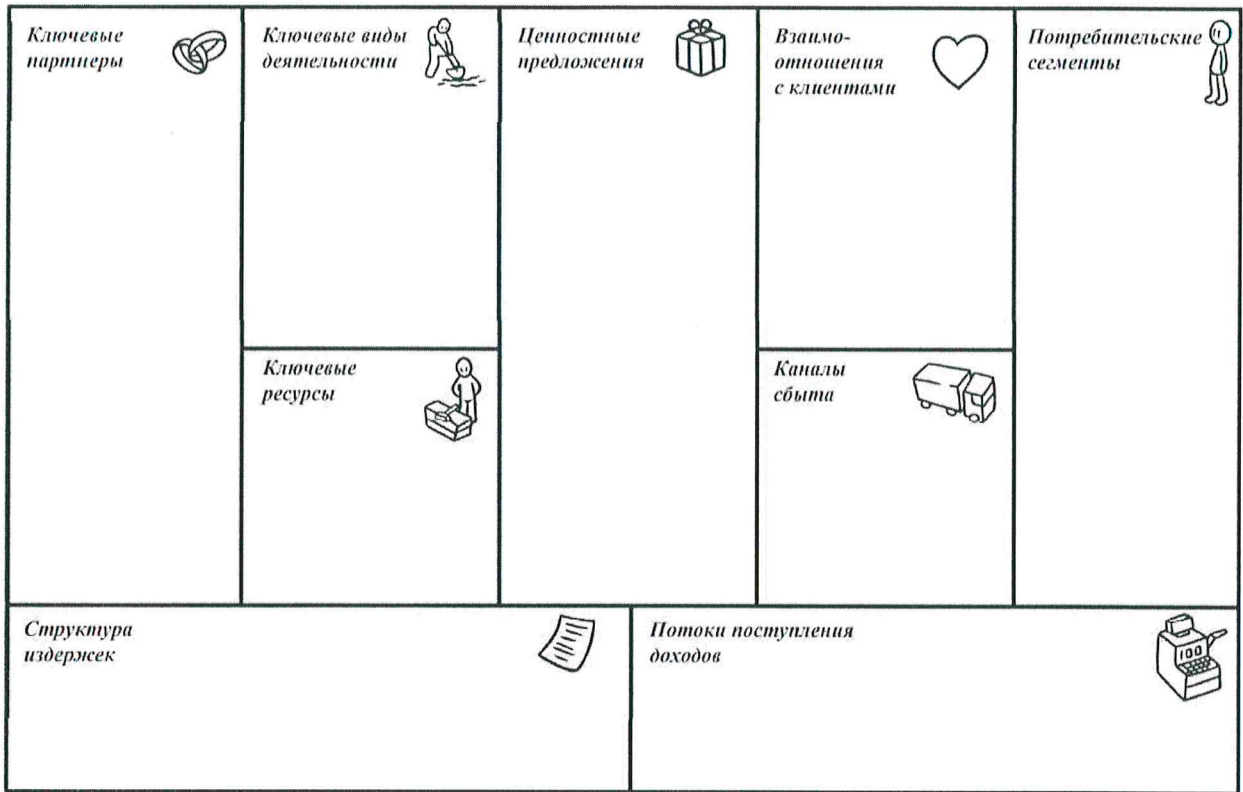 Ключевые
партнеры
Ключевые виды
деятельности
Ключевые
ресурсы
Ценностные
предложения
Взаимо-
отношения
с клиентами
Каналы
сбыта
Потребительские
сегменты
Структура
издержек
Потоки поступления
доходов
100